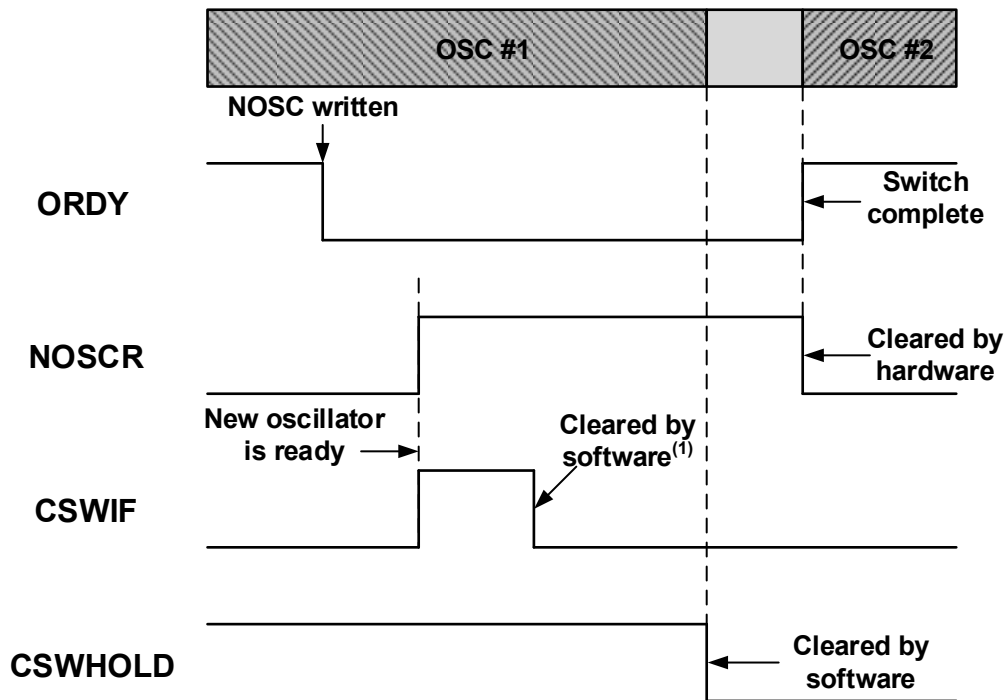 OSC #1
OSC #2
NOSC written
ORDY
Switch
complete
NOSCR
Cleared by
hardware
New oscillator
is ready
Cleared by
software(1)
CSWIF
CSWHOLD
Cleared by
software